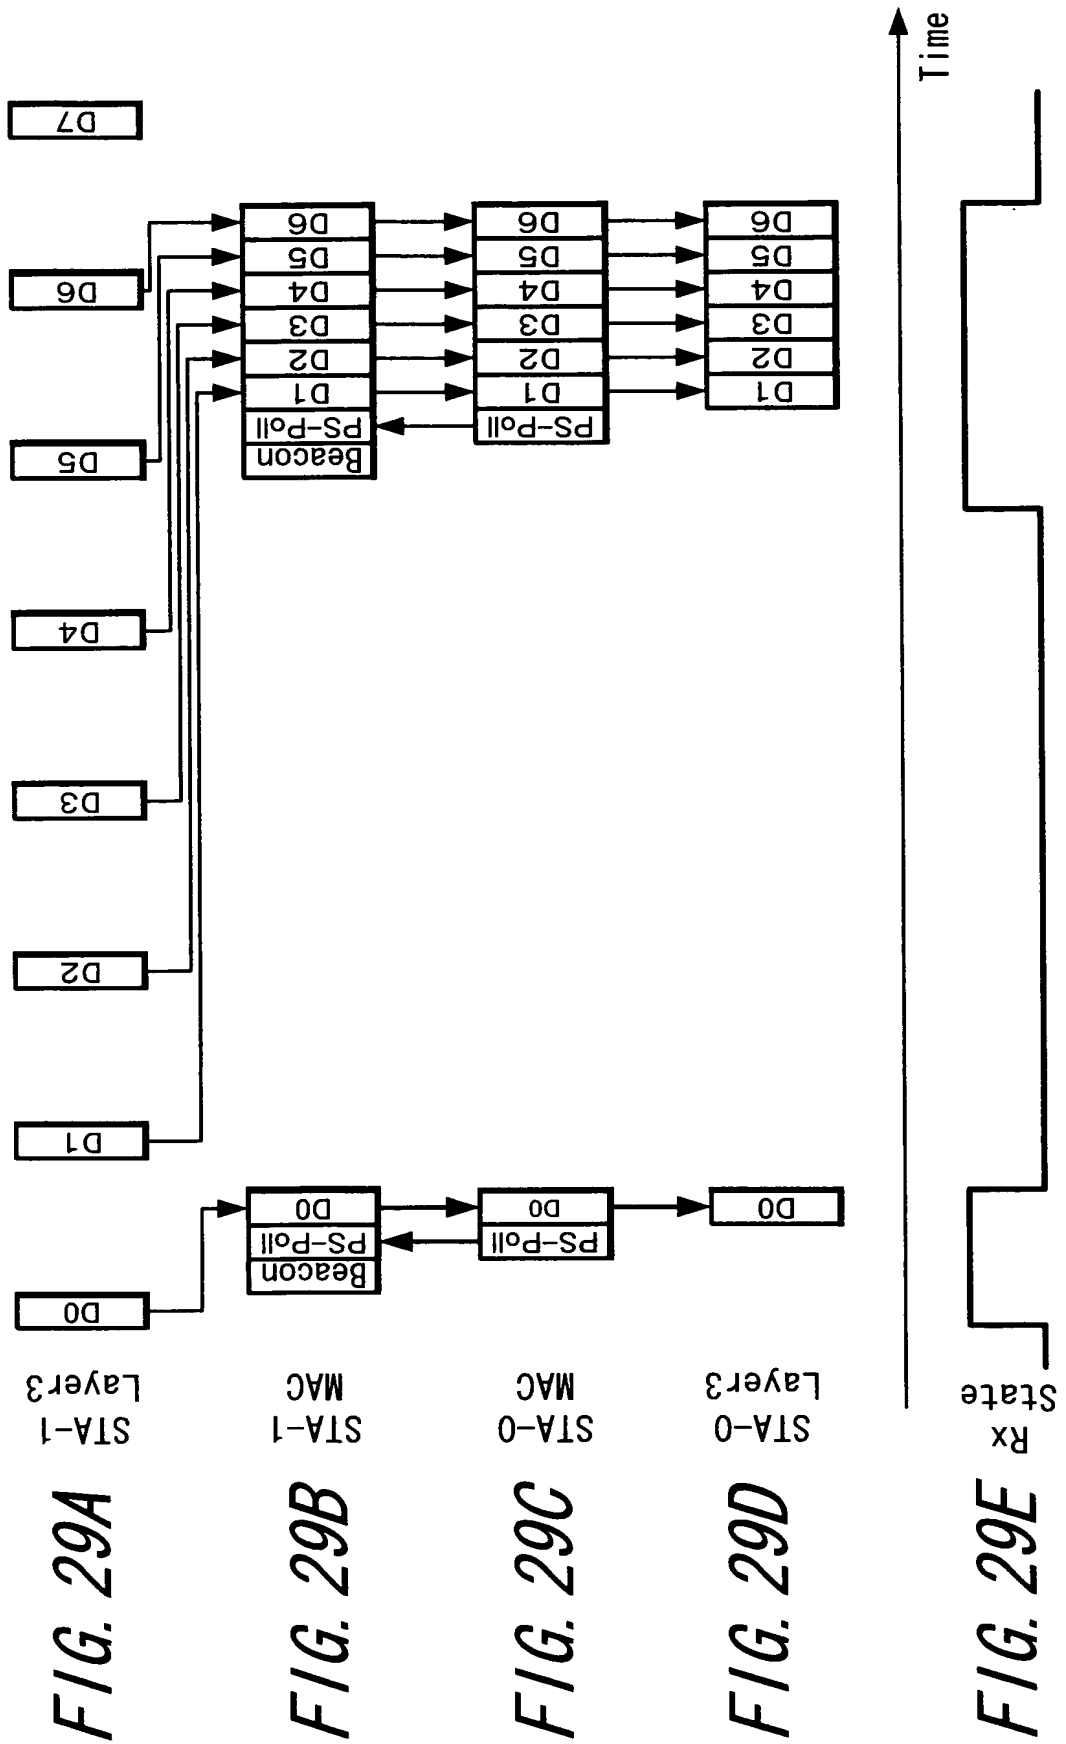 FIG. 29A
STA-1
Layer3
D0
D1
D2
D3
D4
D5
D6
D7
FIG. 29B
STA-1
MAC
Beacon
PS-Poll
D0
Beacon
PS-Poll
D1
D2
D3
D4
D5
D6
FIG. 29C
STA-0
MAC
PS-Poll
D0
PS-Poll
D1
D2
D3
D4
D5
D6
FIG. 29D
STA-0
Layer3
D0
D1
D2
D3
D4
D5
D6
Time
FIG. 29E
Rx
State